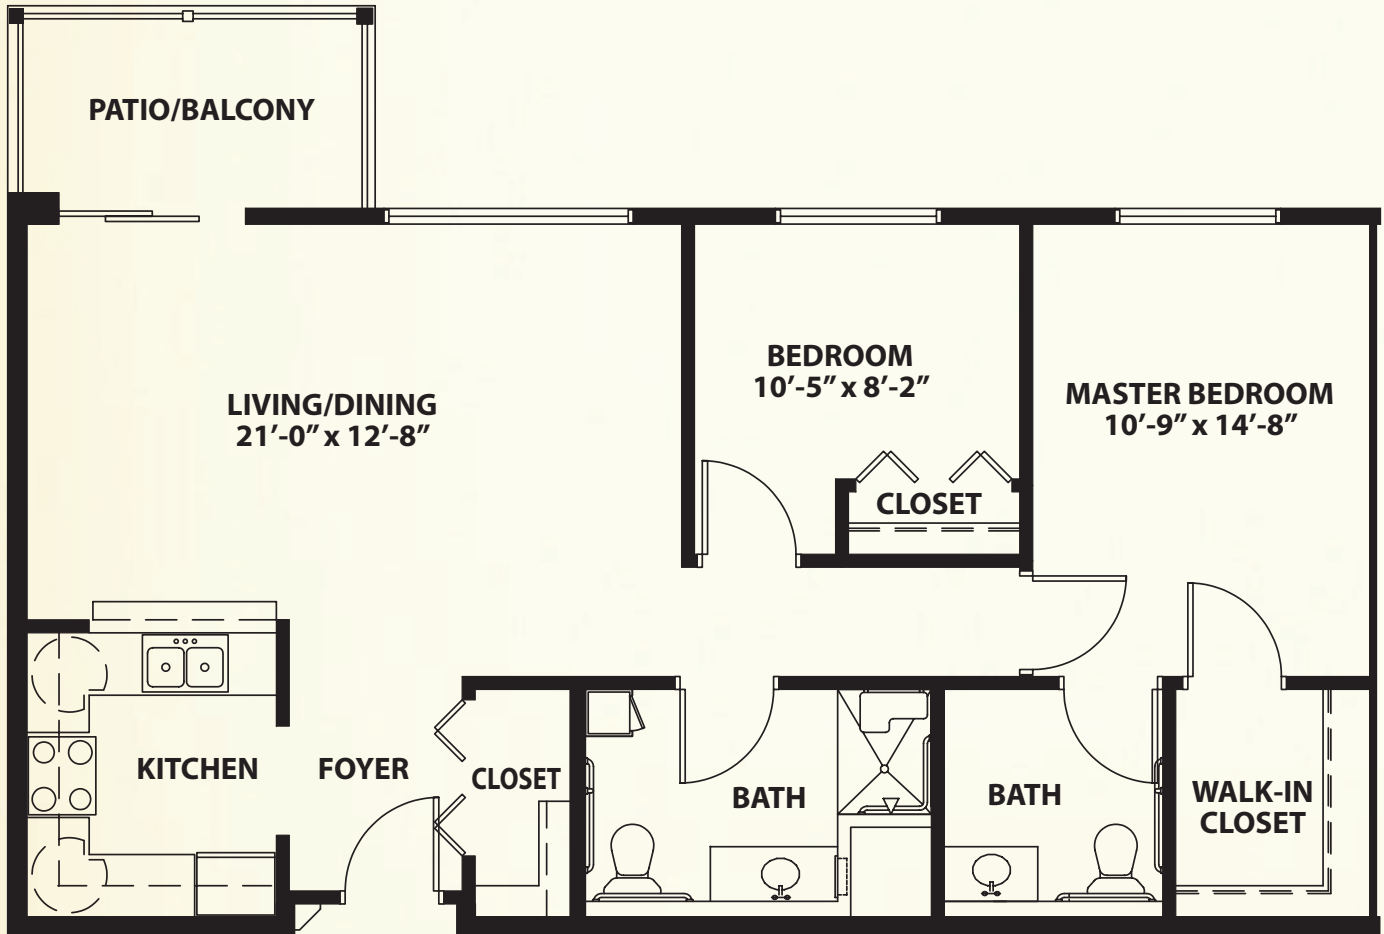 PATIO/BALCONY
LIVING/DINING
21'-0" x 12'-8"
BEDROOM
10'-5" x 8'-2"
MASTER BEDROOM
10'-9" x 14'-8"
CLOSET
KITCHEN
FOYER
CLOSET
BATH
BATH
WALK-IN
CLOSET